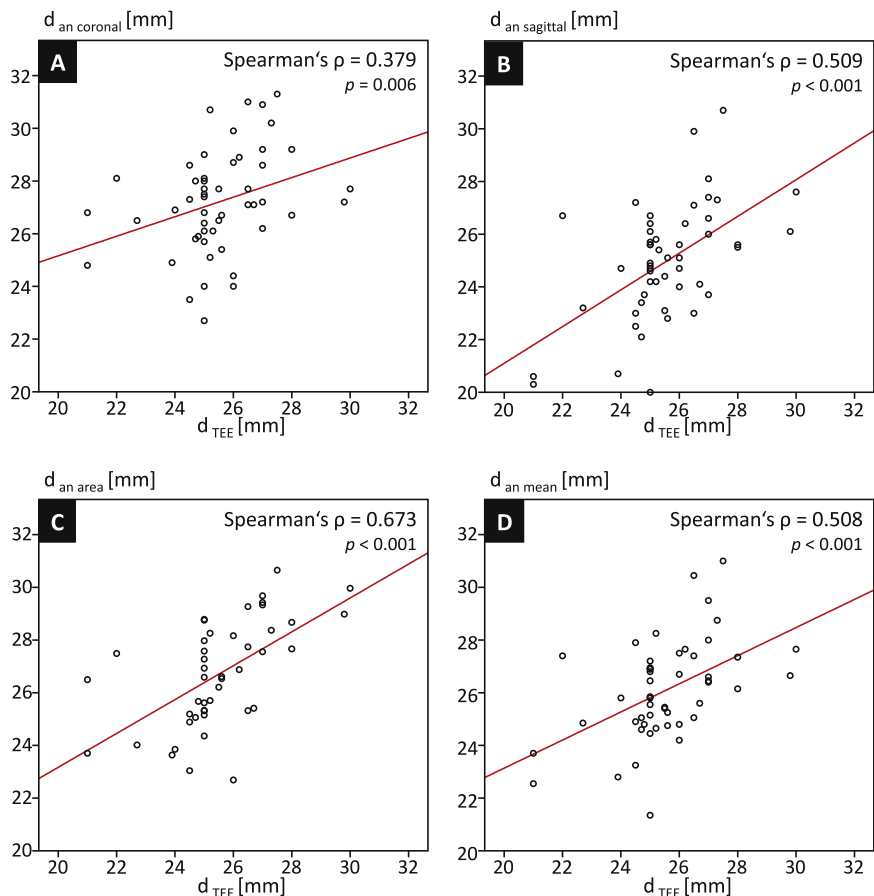 d an coronal [mm]
A
Spearman‘s ρ = 0.379
p = 0.006
32
30
28
26
24
22
20
20 22 24 26 28 30 32
d TEE [mm]
d an sagittal [mm]
B
Spearman‘s ρ = 0.509
p < 0.001
32
30
28
26
24
22
20
20 22 24 26 28 30 32
d TEE [mm]
d an area [mm]
C
Spearman‘s ρ = 0.673
p < 0.001
32
30
28
26
24
22
20
20 22 24 26 28 30 32
d TEE [mm]
d an mean [mm]
D
Spearman‘s ρ = 0.508
p < 0.001
32
30
28
26
24
22
20
20 22 24 26 28 30 32
d TEE [mm]